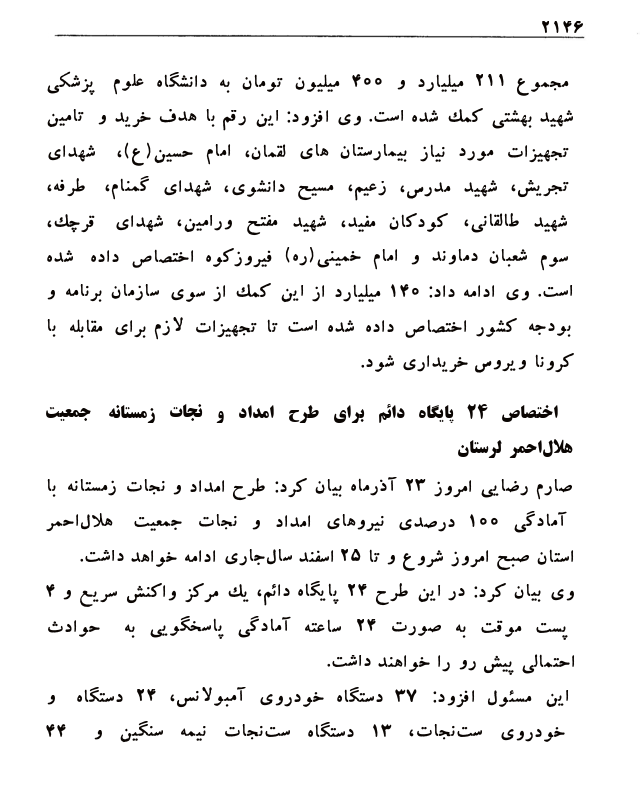 ۲۱۴۶
مجموع ۲۱۱ میلیارد و ۴۰۰ میلیون تومان به دانشگاه علوم پزشکی
شهید بهشتی کمك شده است. وی افزود: این رقم با هدف خرید و تامین
تجهیزات مورد نیاز بیمارستان های لقمان، امام حسین(ع)، شهدای
تجریش، شهید مدرس، زعیم، مسیح دانشوی، شهدای گمنام، طرفه،
شهید طالقانی، کودکان مفید، شهید مفتح ورامین، شهدای قرچك،
سوم شعبان دماوند و امام خمینی(ره) فیروزکوه اختصاص داده شده
است. وی ادامه داد: ۱۴۰ میلیارد از این کمك از سوی سازمان برنامه و
بودجه کشور اختصاص داده شده است تا تجهیزات لازم برای مقابله با
کرونا ویروس خریداری شود.
اختصاص ۲۴ پایگاه دائم برای طرح امداد و نجات زمستانه جمعیت
هلال‌احمر لرستان
صارم رضایی امروز ۲۳ آذرماه بیان کرد: طرح امداد و نجات زمستانه با
آمادگی ۱۰۰ درصدی نیروهای امداد و نجات جمعیت هلال‌احمر
استان صبح امروز شروع و تا ۲۵ اسفند سال‌جاری ادامه خواهد داشت.
وی بیان کرد: در این طرح ۲۴ پایگاه دائم، یك مرکز واکنش سریع و ۴
پست موقت به صورت ۲۴ ساعته آمادگی پاسخگویی به حوادث
احتمالی پیش رو را خواهند داشت.
این مسئول افزود: ۳۷ دستگاه خودروی آمبولانس، ۲۴ دستگاه و
خودروی ست‌نجات، ۱۳ دستگاه ست‌نجات نیمه سنگین و ۴۴